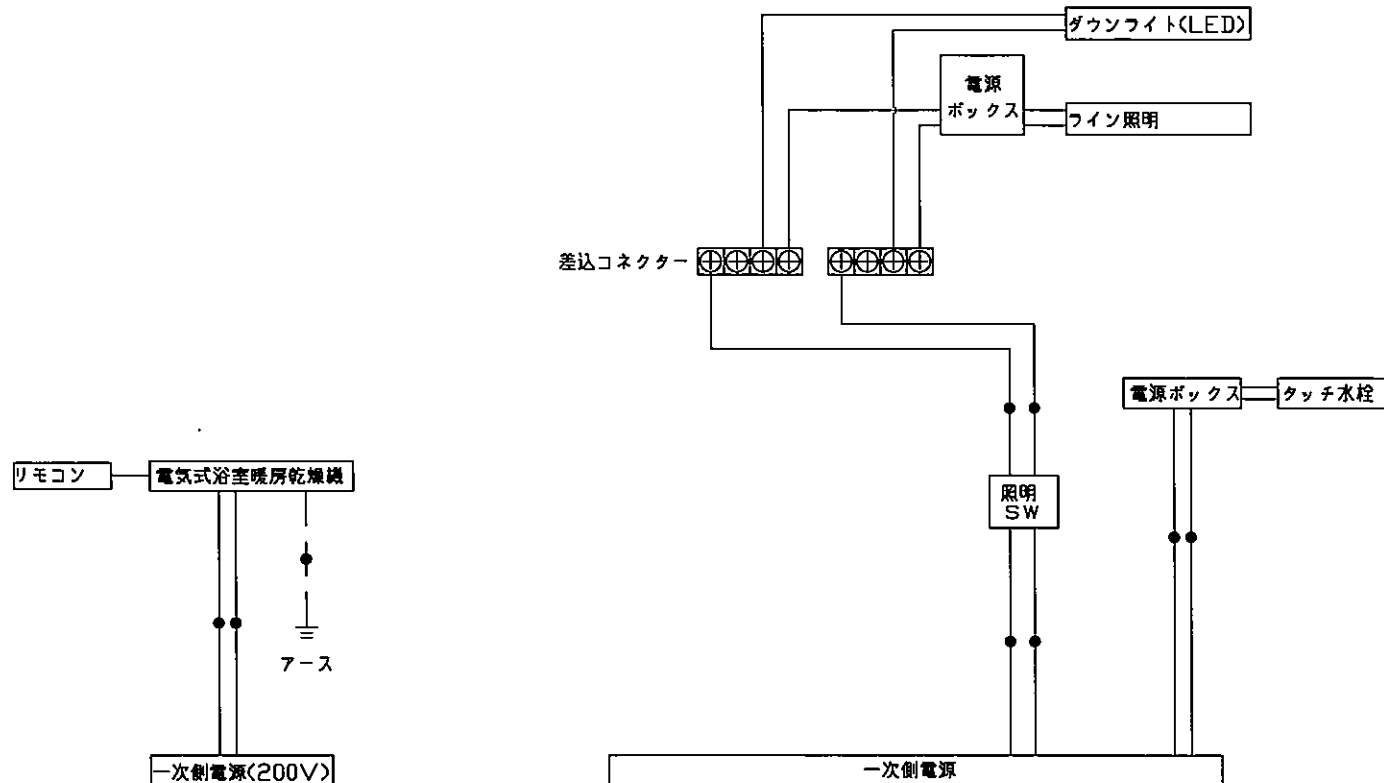 ダウンライト(LED)
電源
ボックス
ライン照明
差込コネクター
電源ボックス
タッチ水栓
リモコン
電気式浴室暖房乾燥機
照明
SW
アース
一次側電源(200V)
一次側電源